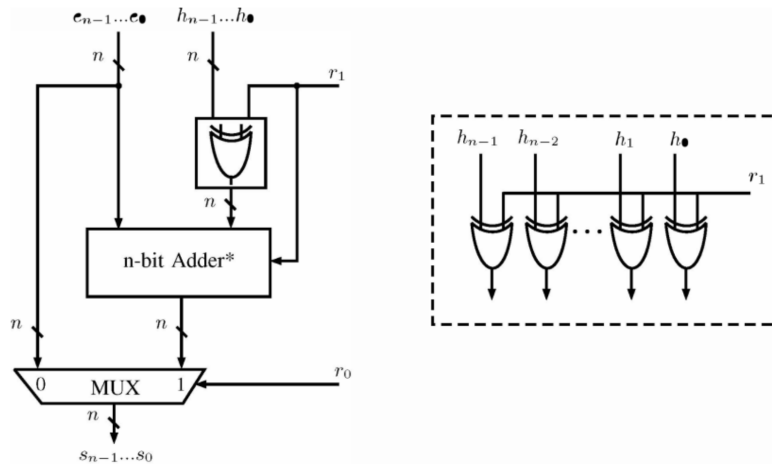 e_{n-1}...e_0 h_{n-1}...h_0
n n
r_1
n
n-bit Adder*
n n
0 MUX 1
r_0
n
s_{n-1}...s_0
h_{n-1} h_{n-2} h_1 h_0
r_1
...